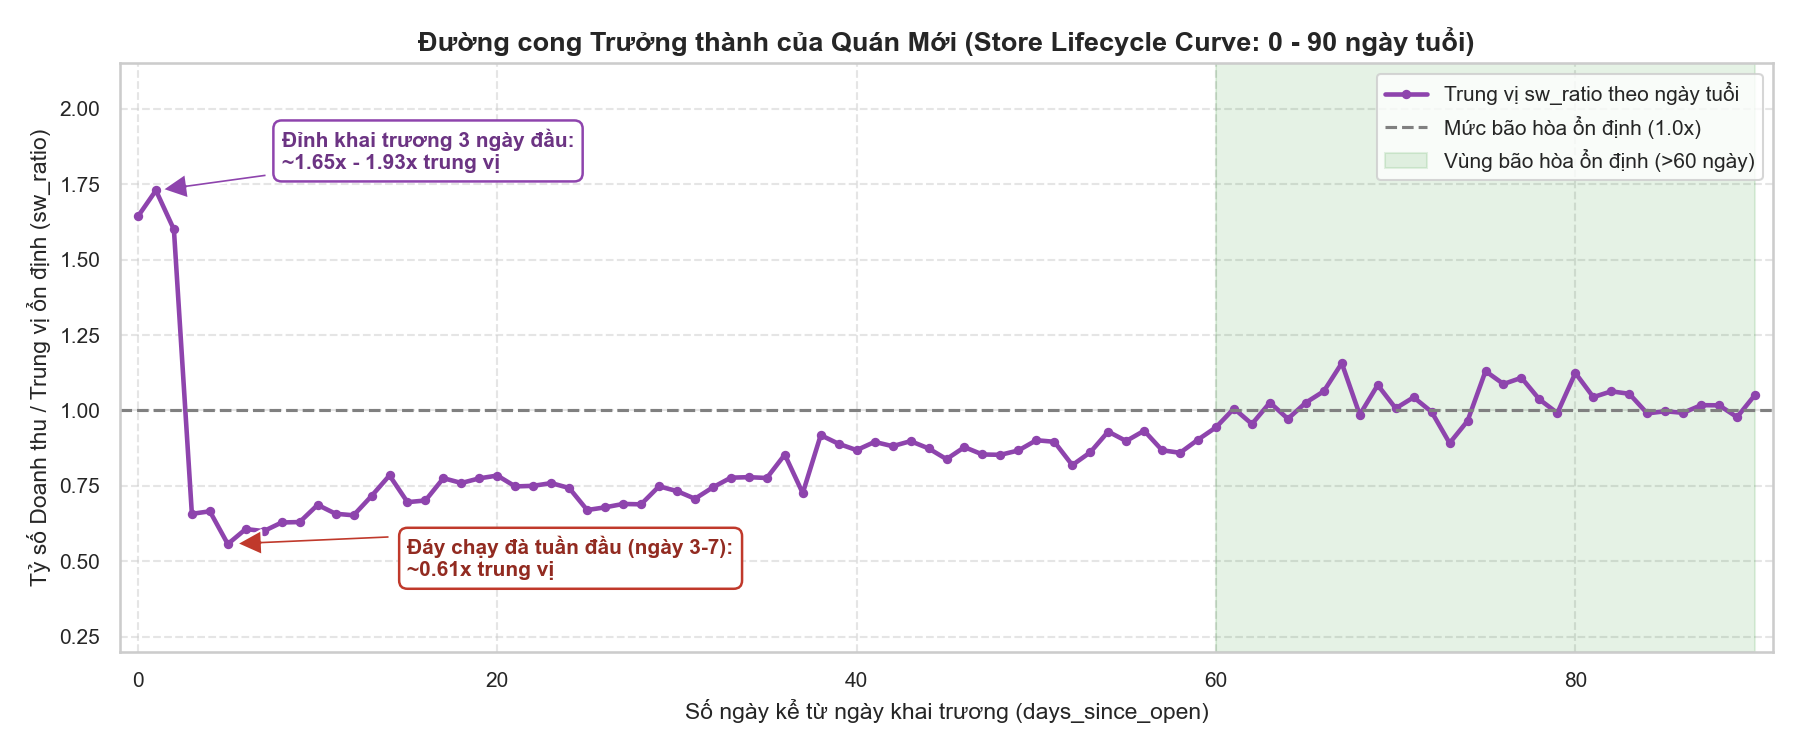 Đường cong Trưởng thành của Quán Mới (Store Lifecycle Curve: 0 - 90 ngày tuổi)
Tỷ số Doanh thu / Trung vị ổn định (sw_ratio)
2.00
1.75
1.50
1.25
1.00
0.75
0.50
0.25
Đỉnh khai trương 3 ngày đầu:
~1.65x - 1.93x trung vị
Trung vị sw_ratio theo ngày tuổi
Mức bão hòa ổn định (1.0x)
Vùng bão hòa ổn định (>60 ngày)
Đáy chạy đà tuần đầu (ngày 3-7):
~0.61x trung vị
0
20
40
60
80
Số ngày kể từ ngày khai trương (days_since_open)